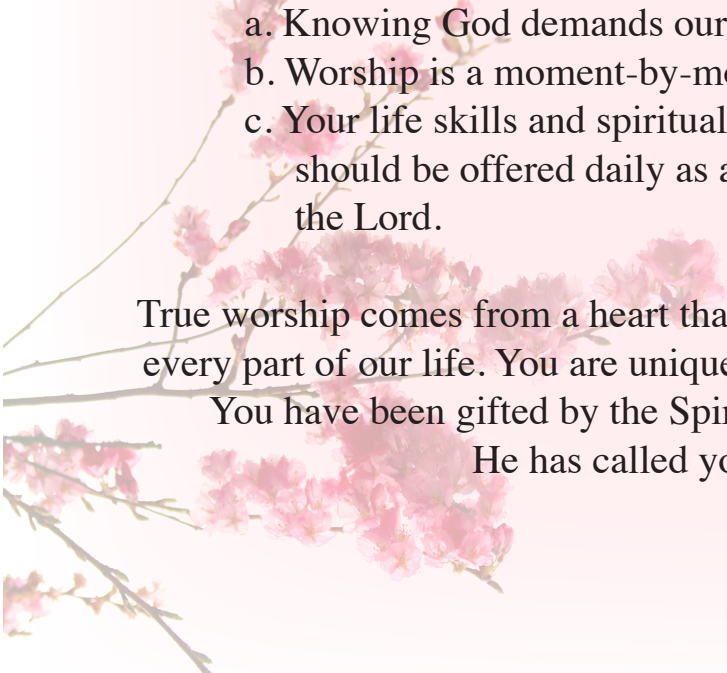 a. Knowing God demands our
b. Worship is a moment-by-mo
c. Your life skills and spiritual
should be offered daily as a
the Lord.
True worship comes from a heart tha
every part of our life. You are unique
You have been gifted by the Spir
He has called yo